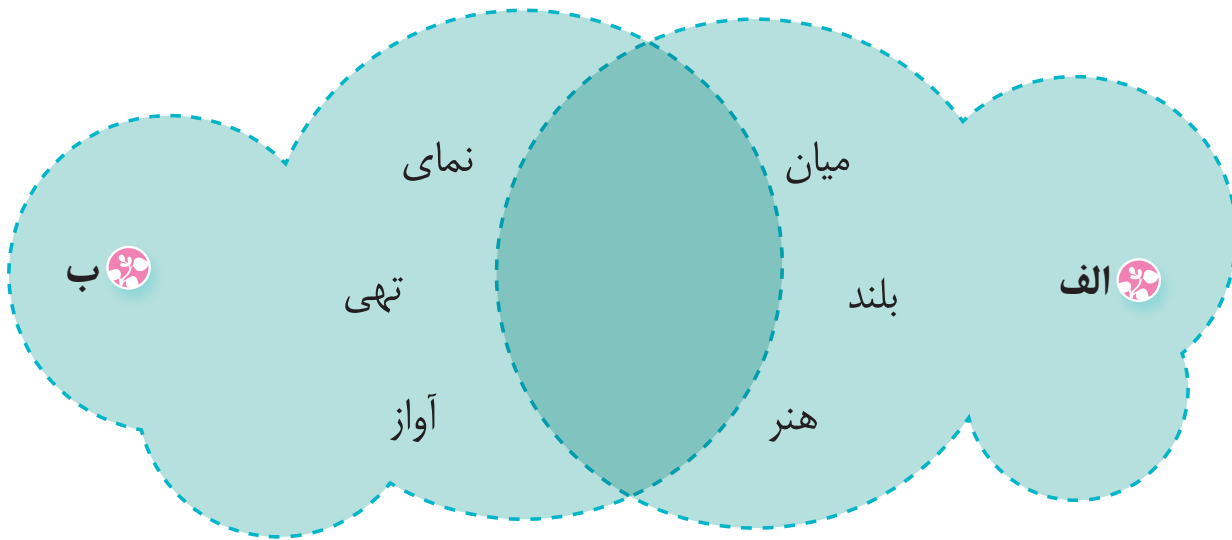 میان
نمای
الف
ب
بلند
تهی
هنر
آواز